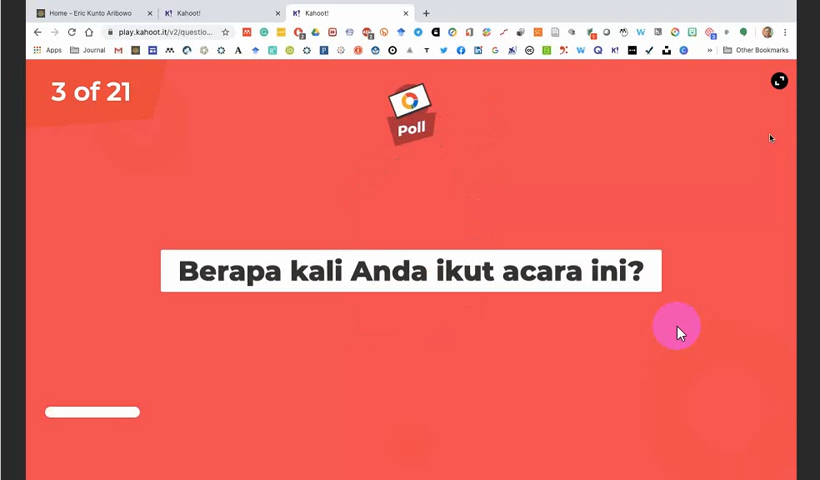 Home - Eric Kunto Aribowo
Kahoot!
Kahoot!
play.kahoot.it/v2/questio...
Apps
Journal
Other Bookmarks
3 of 21
Poll
Berapa kali Anda ikut acara ini?